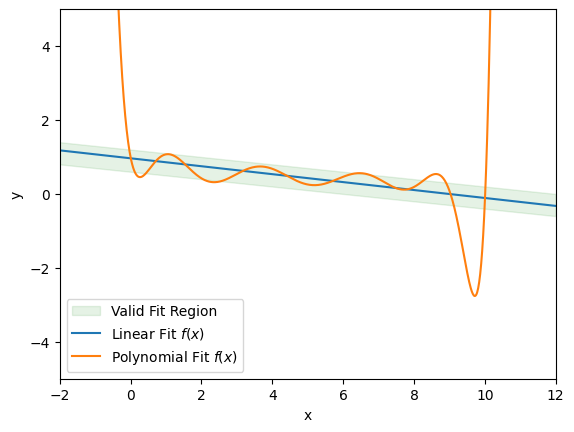 4
2
0
−2
−4
y
Valid Fit Region
Linear Fit f(x)
Polynomial Fit f(x)
−2 0 2 4 6 8 10 12
x